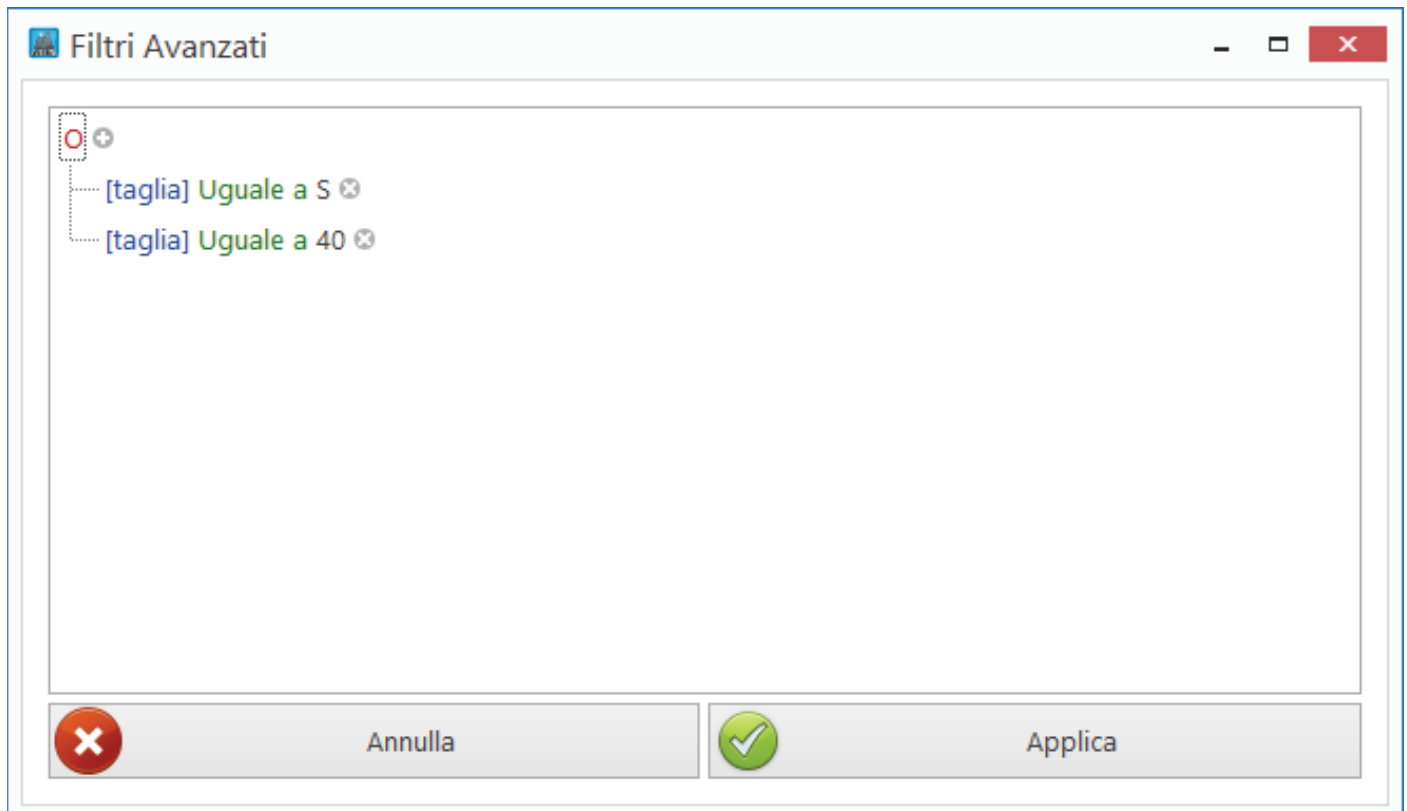 Filtri Avanzati
O
[taglia] Uguale a S
[taglia] Uguale a 40
Annulla
Applica